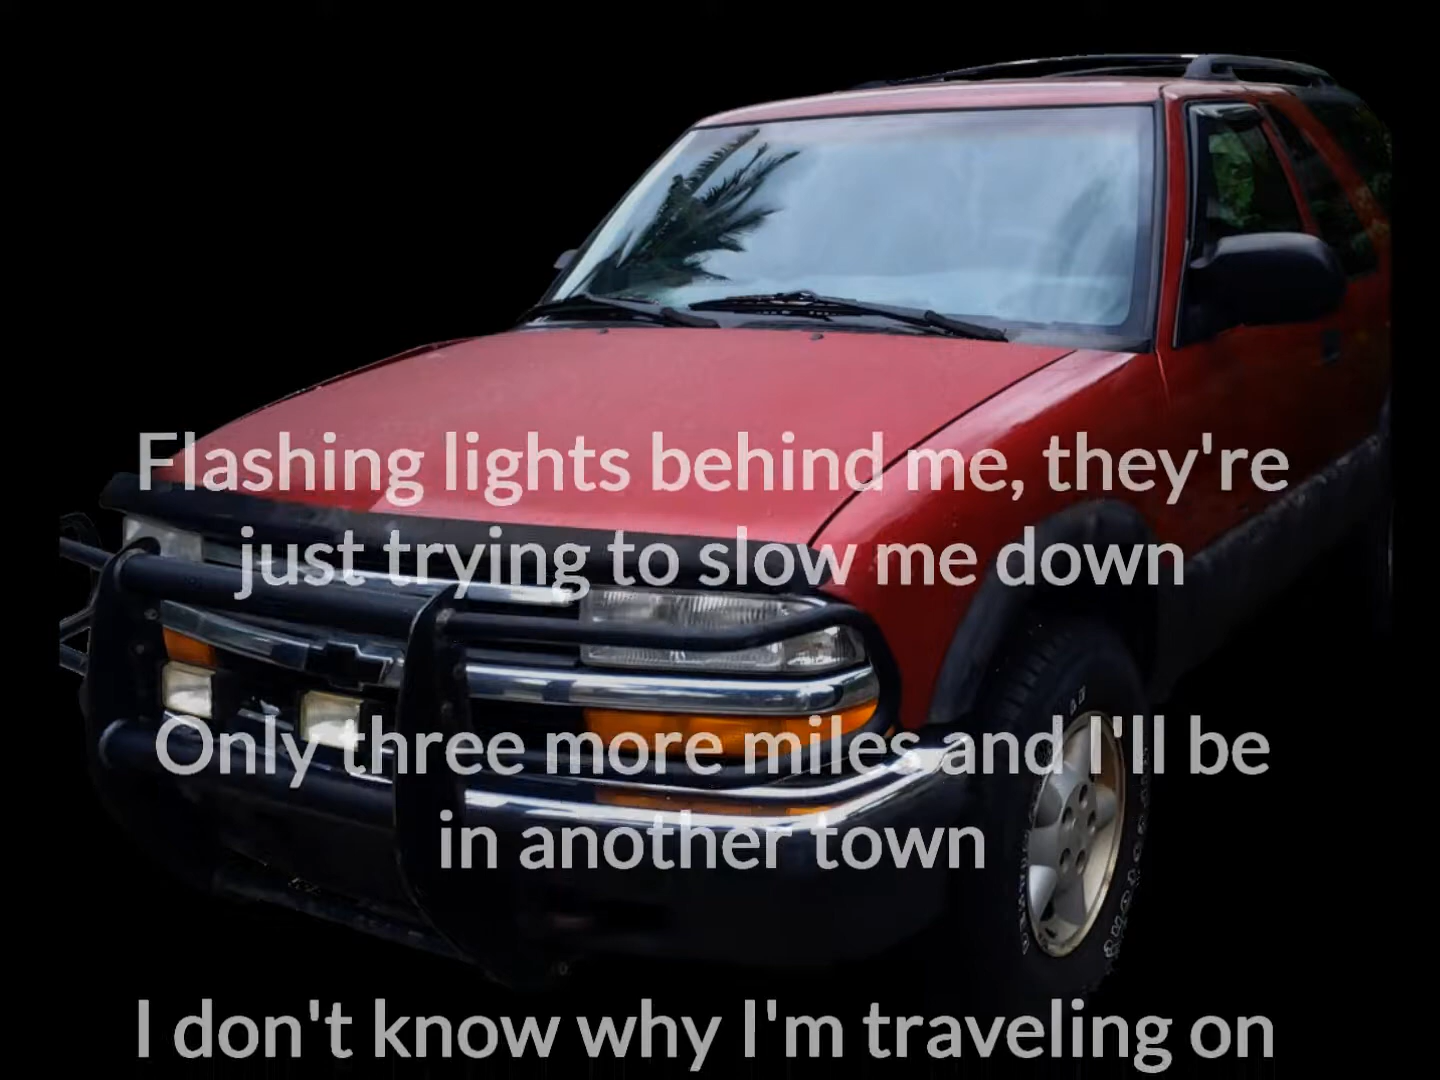 Flashing lights behind me, they're
just trying to slow me down
Only three more miles and I'll be
in another town
I don't know why I'm traveling on